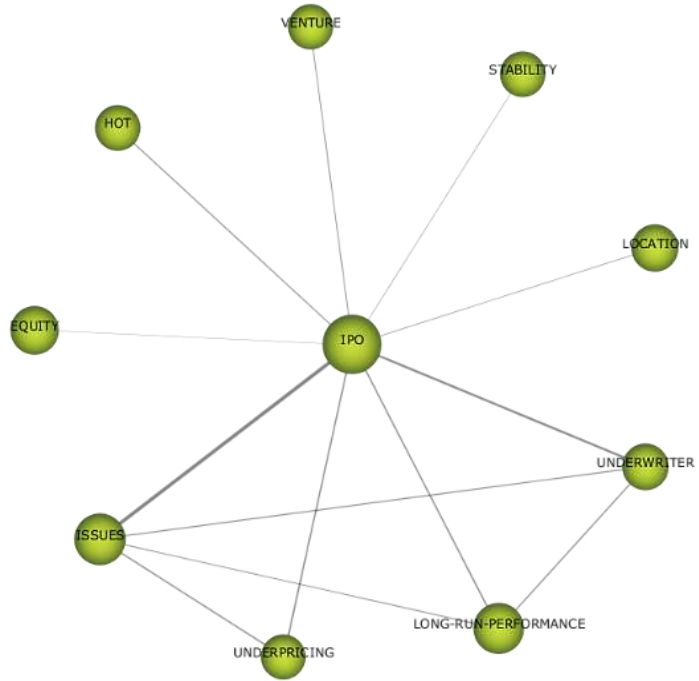 VENTURE
STABILITY
HOT
LOCATION
EQUITY
IPO
UNDERWRITER
ISSUES
LONG-RUN-PERFORMANCE
UNDERPRICING